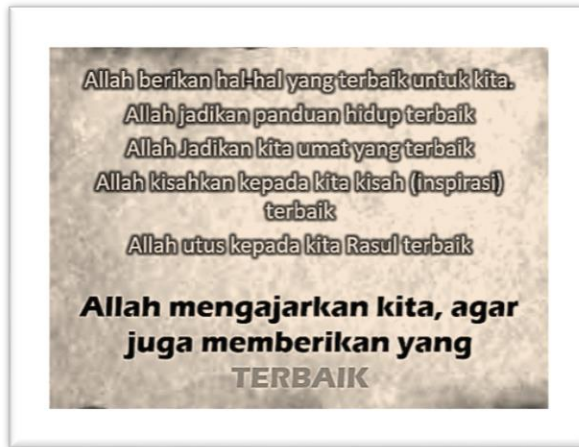 Allah berikan hal-hal yang terbaik untuk kita.
Allah jadikan panduan hidup terbaik
Allah Jadikan kita umat yang terbaik
Allah kisahkan kepada kita kisah (inspirasi)
terbaik
Allah utus kepada kita Rasul terbaik
Allah mengajarkan kita, agar
juga memberikan yang
TERBAIK